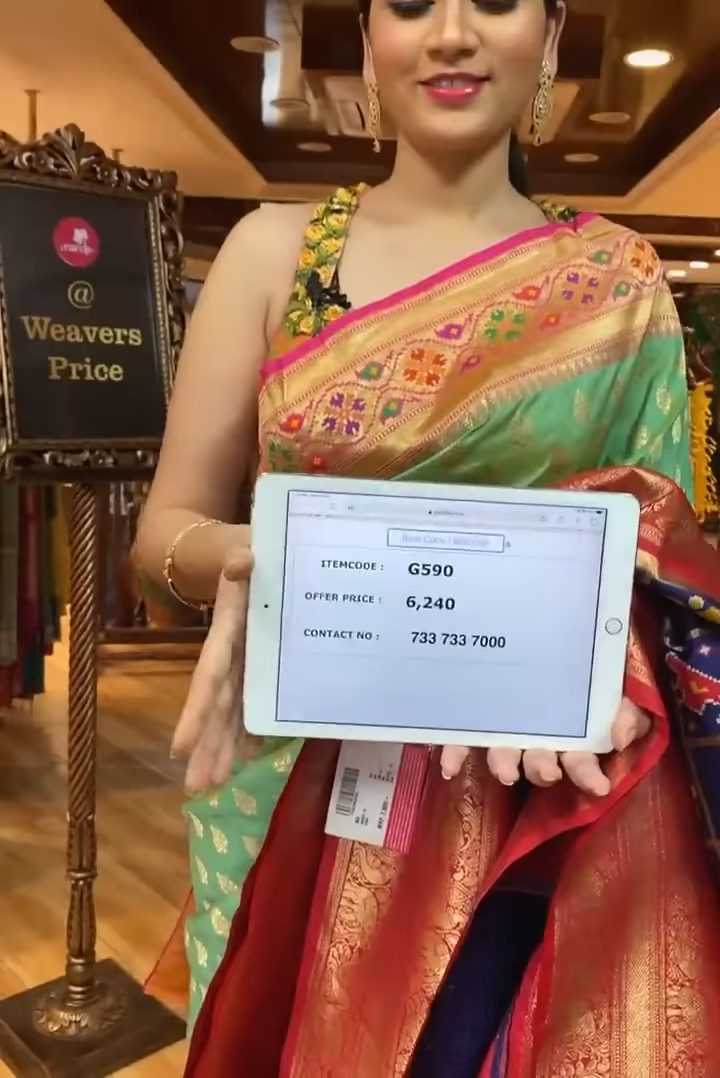 @
Weavers
Price
ITEMCODE : G590
OFFER PRICE : 6,240
CONTACT NO : 733 733 7000